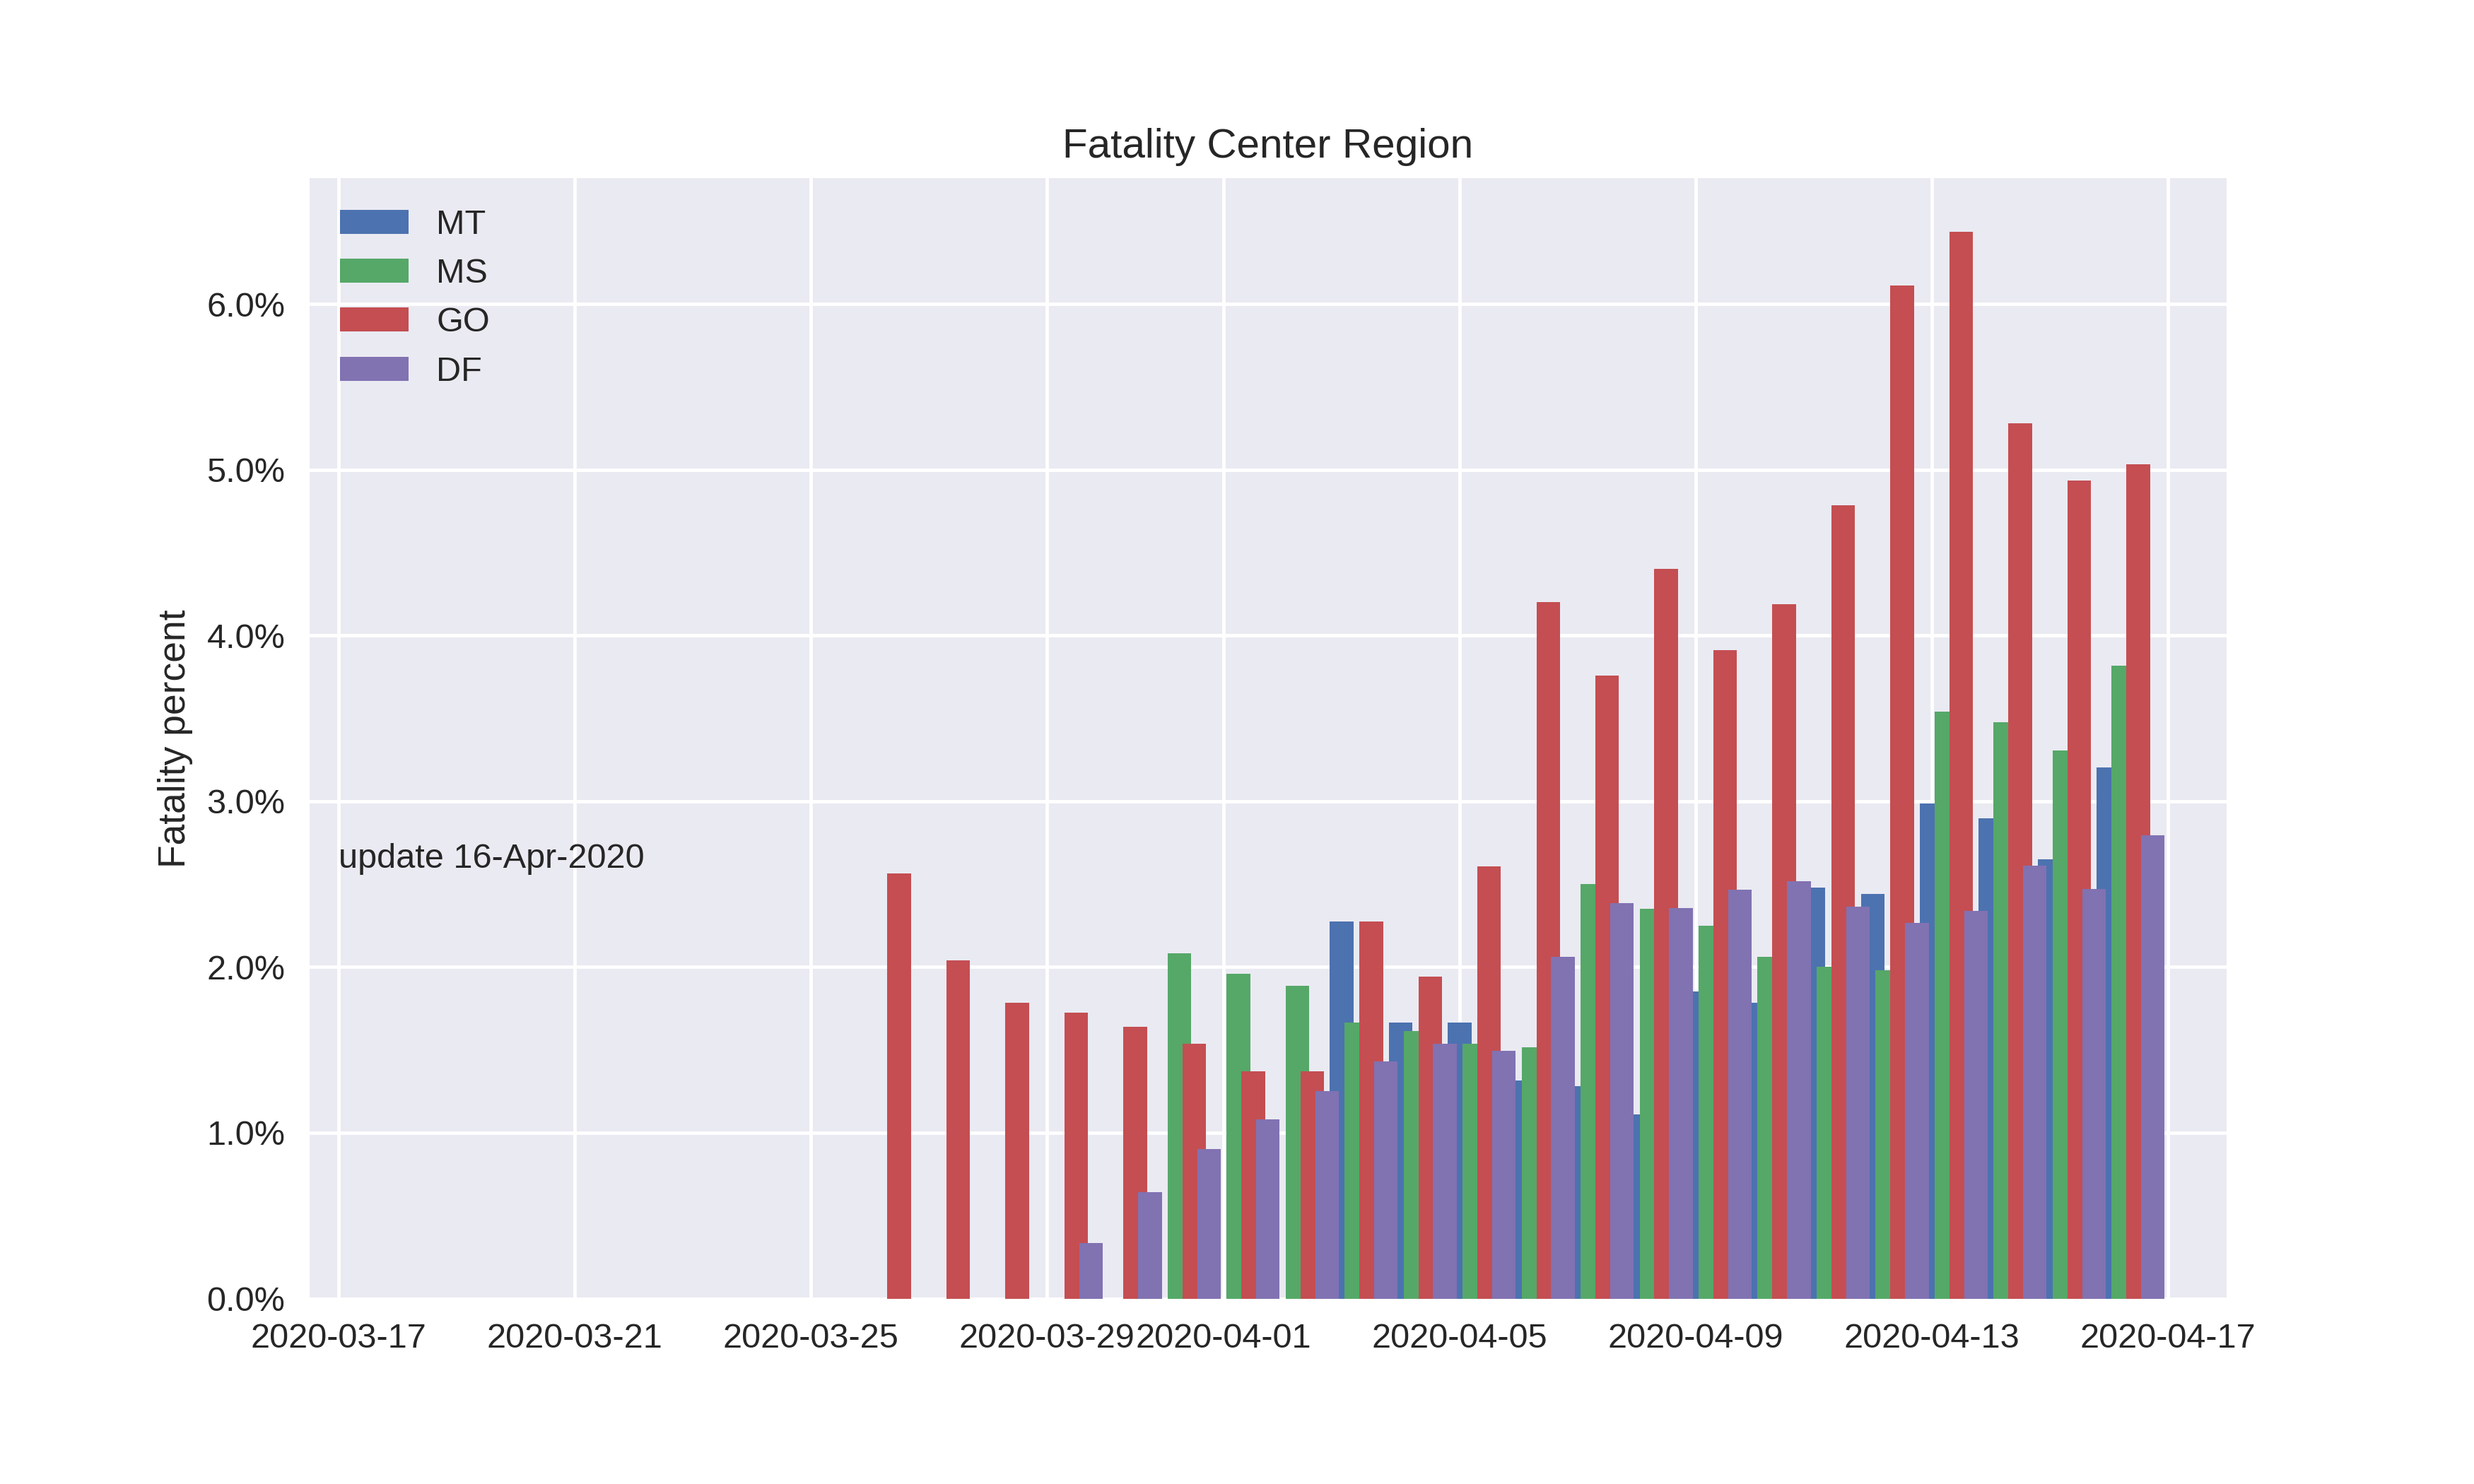 Fatality Center Region
MT
MS
GO
DF
6.0%
5.0%
4.0%
3.0%
2.0%
1.0%
0.0%
Fatality percent
update 16-Apr-2020
2020-03-17 2020-03-21 2020-03-25 2020-03-29 2020-04-01 2020-04-05 2020-04-09 2020-04-13 2020-04-17